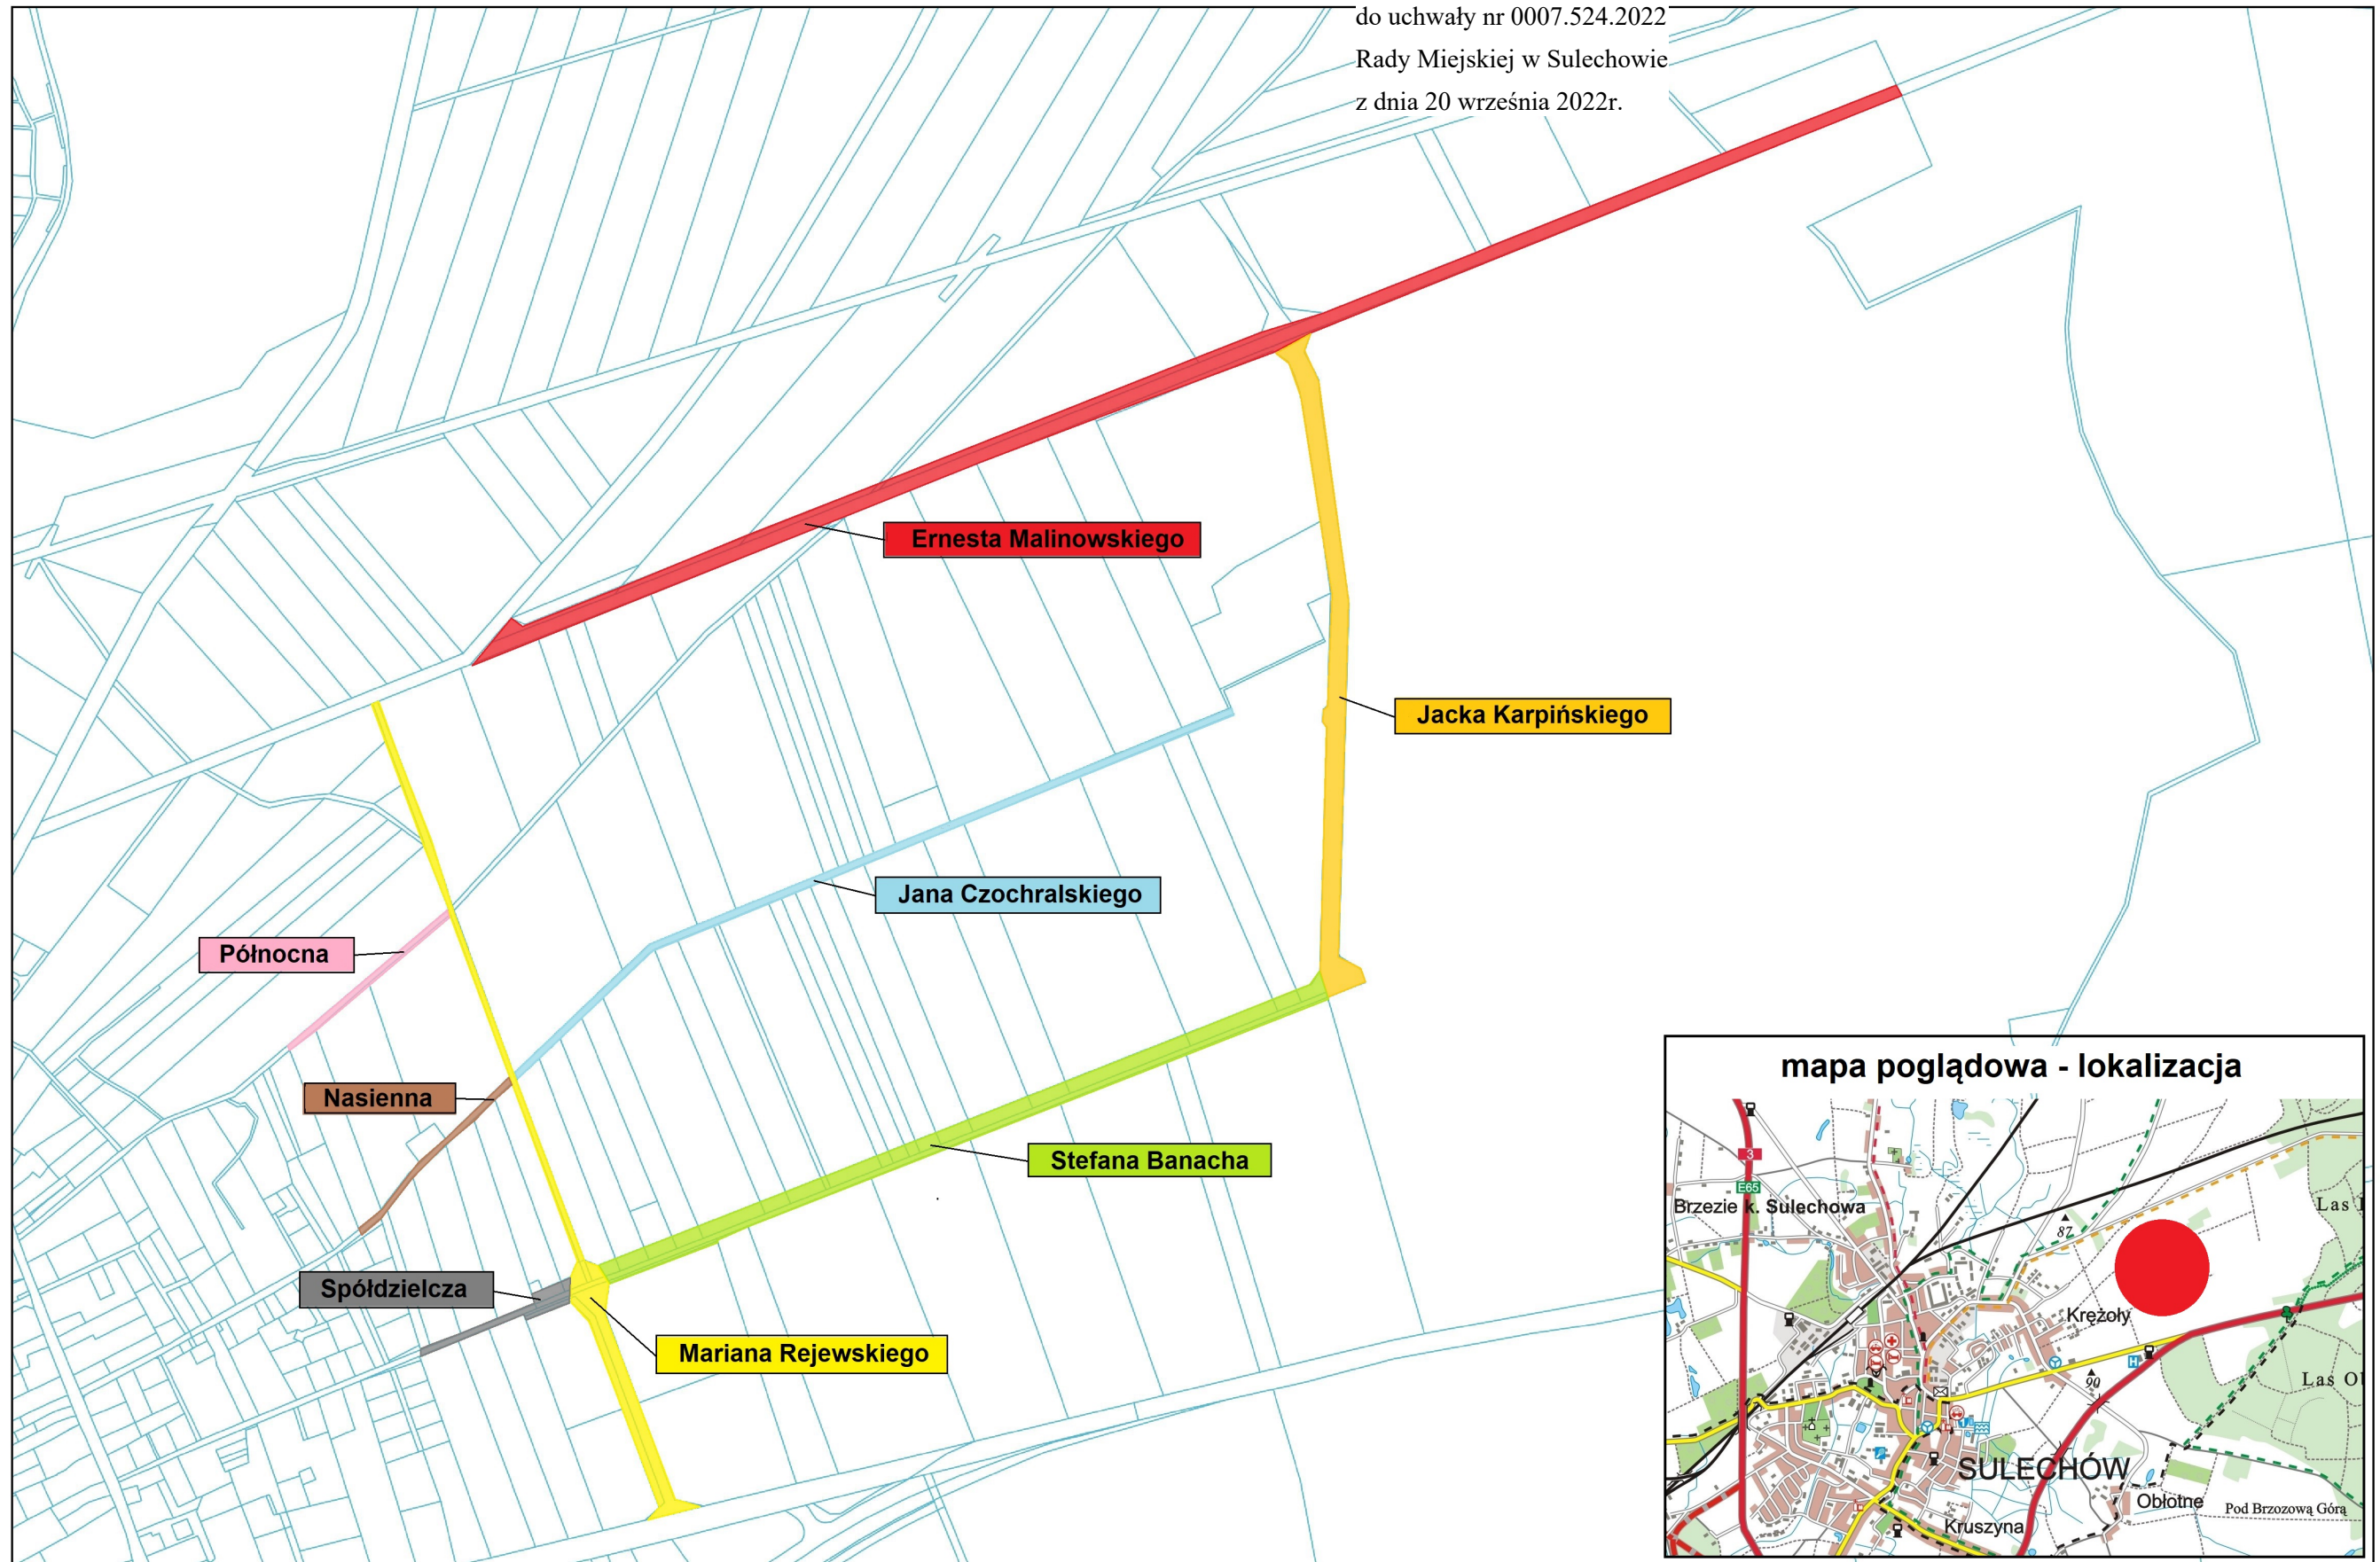 do uchwały nr 0007.524.2022
Rady Miejskiej w Sulechowie
z dnia 20 września 2022r.
Ernesta Malinowskiego
Jacka Karpińskiego
Jana Czochralskiego
Północna
Nasienna
Stefana Banacha
Spółdzielcza
Mariana Rejewskiego
mapa poglądowa - lokalizacja
3
E65
Brzezie k. Sulechowa
Las
87
Krężoły
H
90
Las
SULECHÓW
Obłotne
Pod Brzozową Górą
Kruszyna